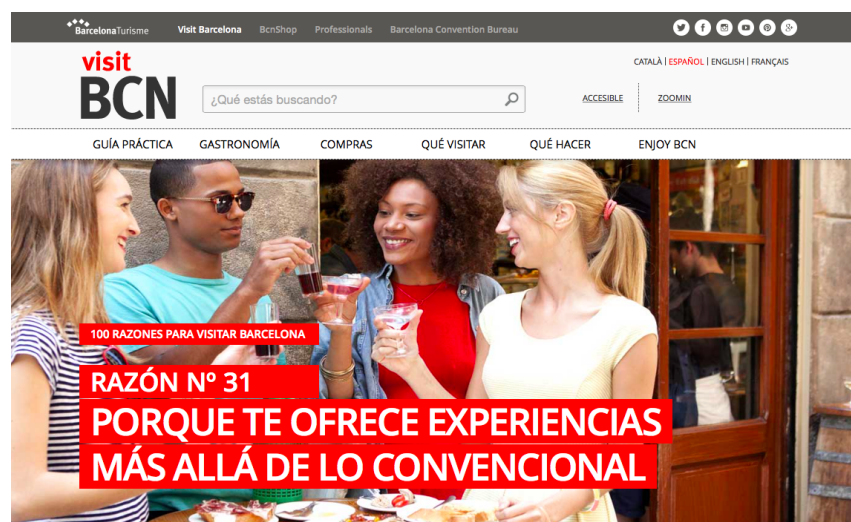 BarcelonaTurisme Visit Barcelona BcnShop Professionals Barcelona Convention Bureau
visit
BCN
CATALÀ | ESPAÑOL | ENGLISH | FRANÇAIS
¿Qué estás buscando?
ACCESIBLE ZOOMIN
GUÍA PRÁCTICA GASTRONOMÍA COMPRAS QUÉ VISITAR QUÉ HACER ENJOY BCN
100 RAZONES PARA VISITAR BARCELONA
RAZÓN Nº 31
PORQUE TE OFRECE EXPERIENCIAS
MÁS ALLÁ DE LO CONVENCIONAL